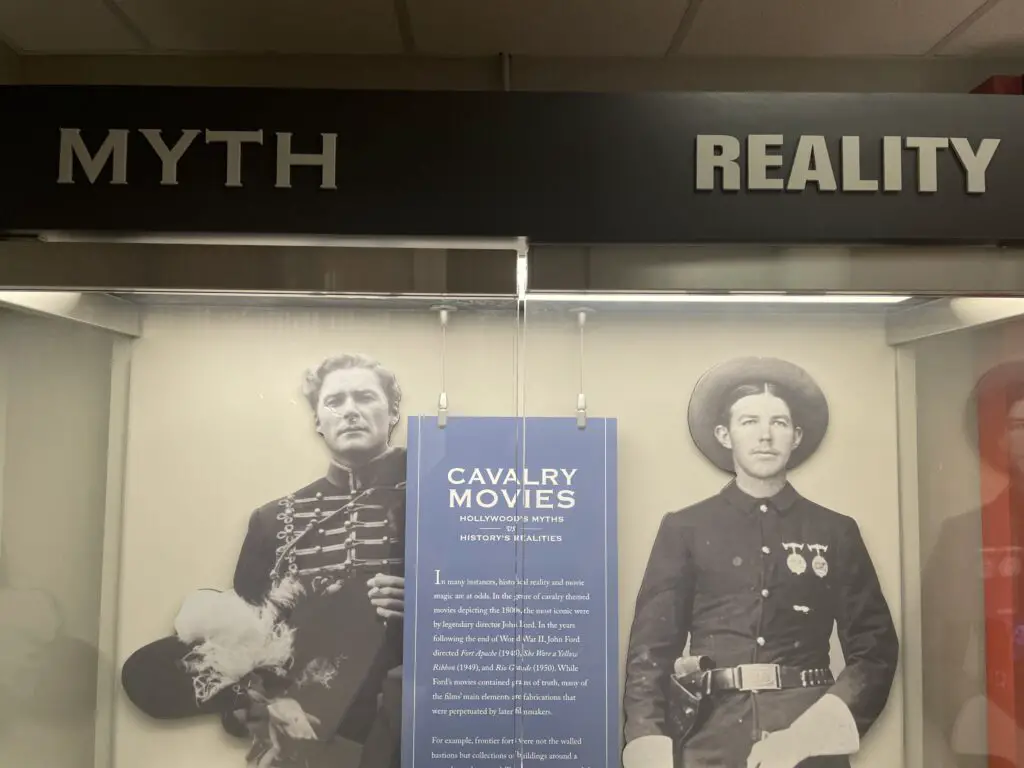 MYTH
REALITY
CAVALRY
MOVIES
HOLLYWOOD'S MYTHS
VS
HISTORY'S REALITIES
In many instances, historical reality and movie
magic are at odds. In the genre of cavalry themed
movies depicting the 1800s, the most iconic were
by legendary director John Ford. In the years
following the end of World War II, John Ford
directed Fort Apache (1948), She Wore a Yellow
Ribbon (1949), and Rio Grande (1950). While
Ford's movies contained grains of truth, many of
the films' main elements are fabrications that
were perpetuated by later filmmakers.
For example, frontier forts were not the walled
bastions but collections of buildings around a